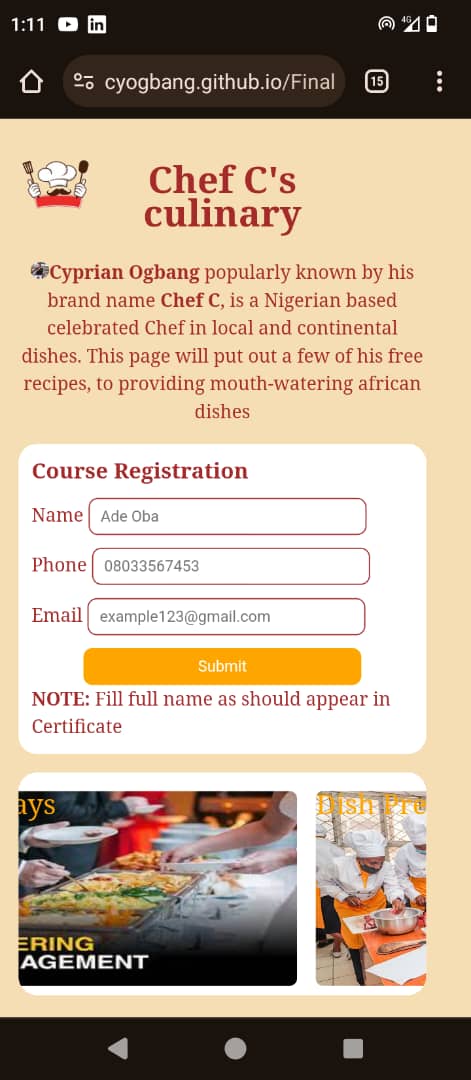 1:11
4G
cyogbang.github.io/Final
15
Chef C's
culinary
Cyprian Ogbang popularly known by his
brand name Chef C, is a Nigerian based
celebrated Chef in local and continental
dishes. This page will put out a few of his free
recipes, to providing mouth-watering african
dishes
Course Registration
Name Ade Oba
Phone 08033567453
Email example123@gmail.com
Submit
NOTE: Fill full name as should appear in
Certificate
ays
Dish Pre
ERING
AGEMENT